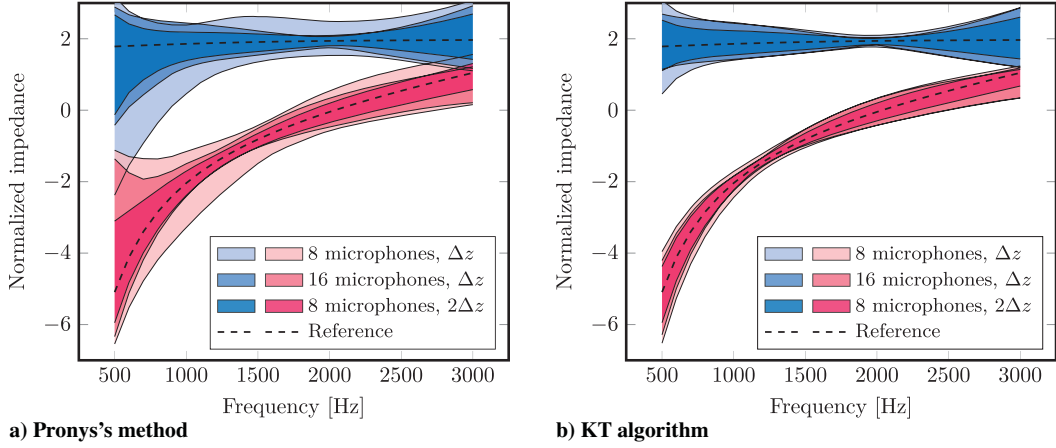 Normalized impedance
2
0
−2
−4
−6
8 microphones, Δz
16 microphones, Δz
8 microphones, 2Δz
Reference
500 1000 1500 2000 2500 3000
Frequency [Hz]
a) Pronys's method
Normalized impedance
2
0
−2
−4
−6
8 microphones, Δz
16 microphones, Δz
8 microphones, 2Δz
Reference
500 1000 1500 2000 2500 3000
Frequency [Hz]
b) KT algorithm